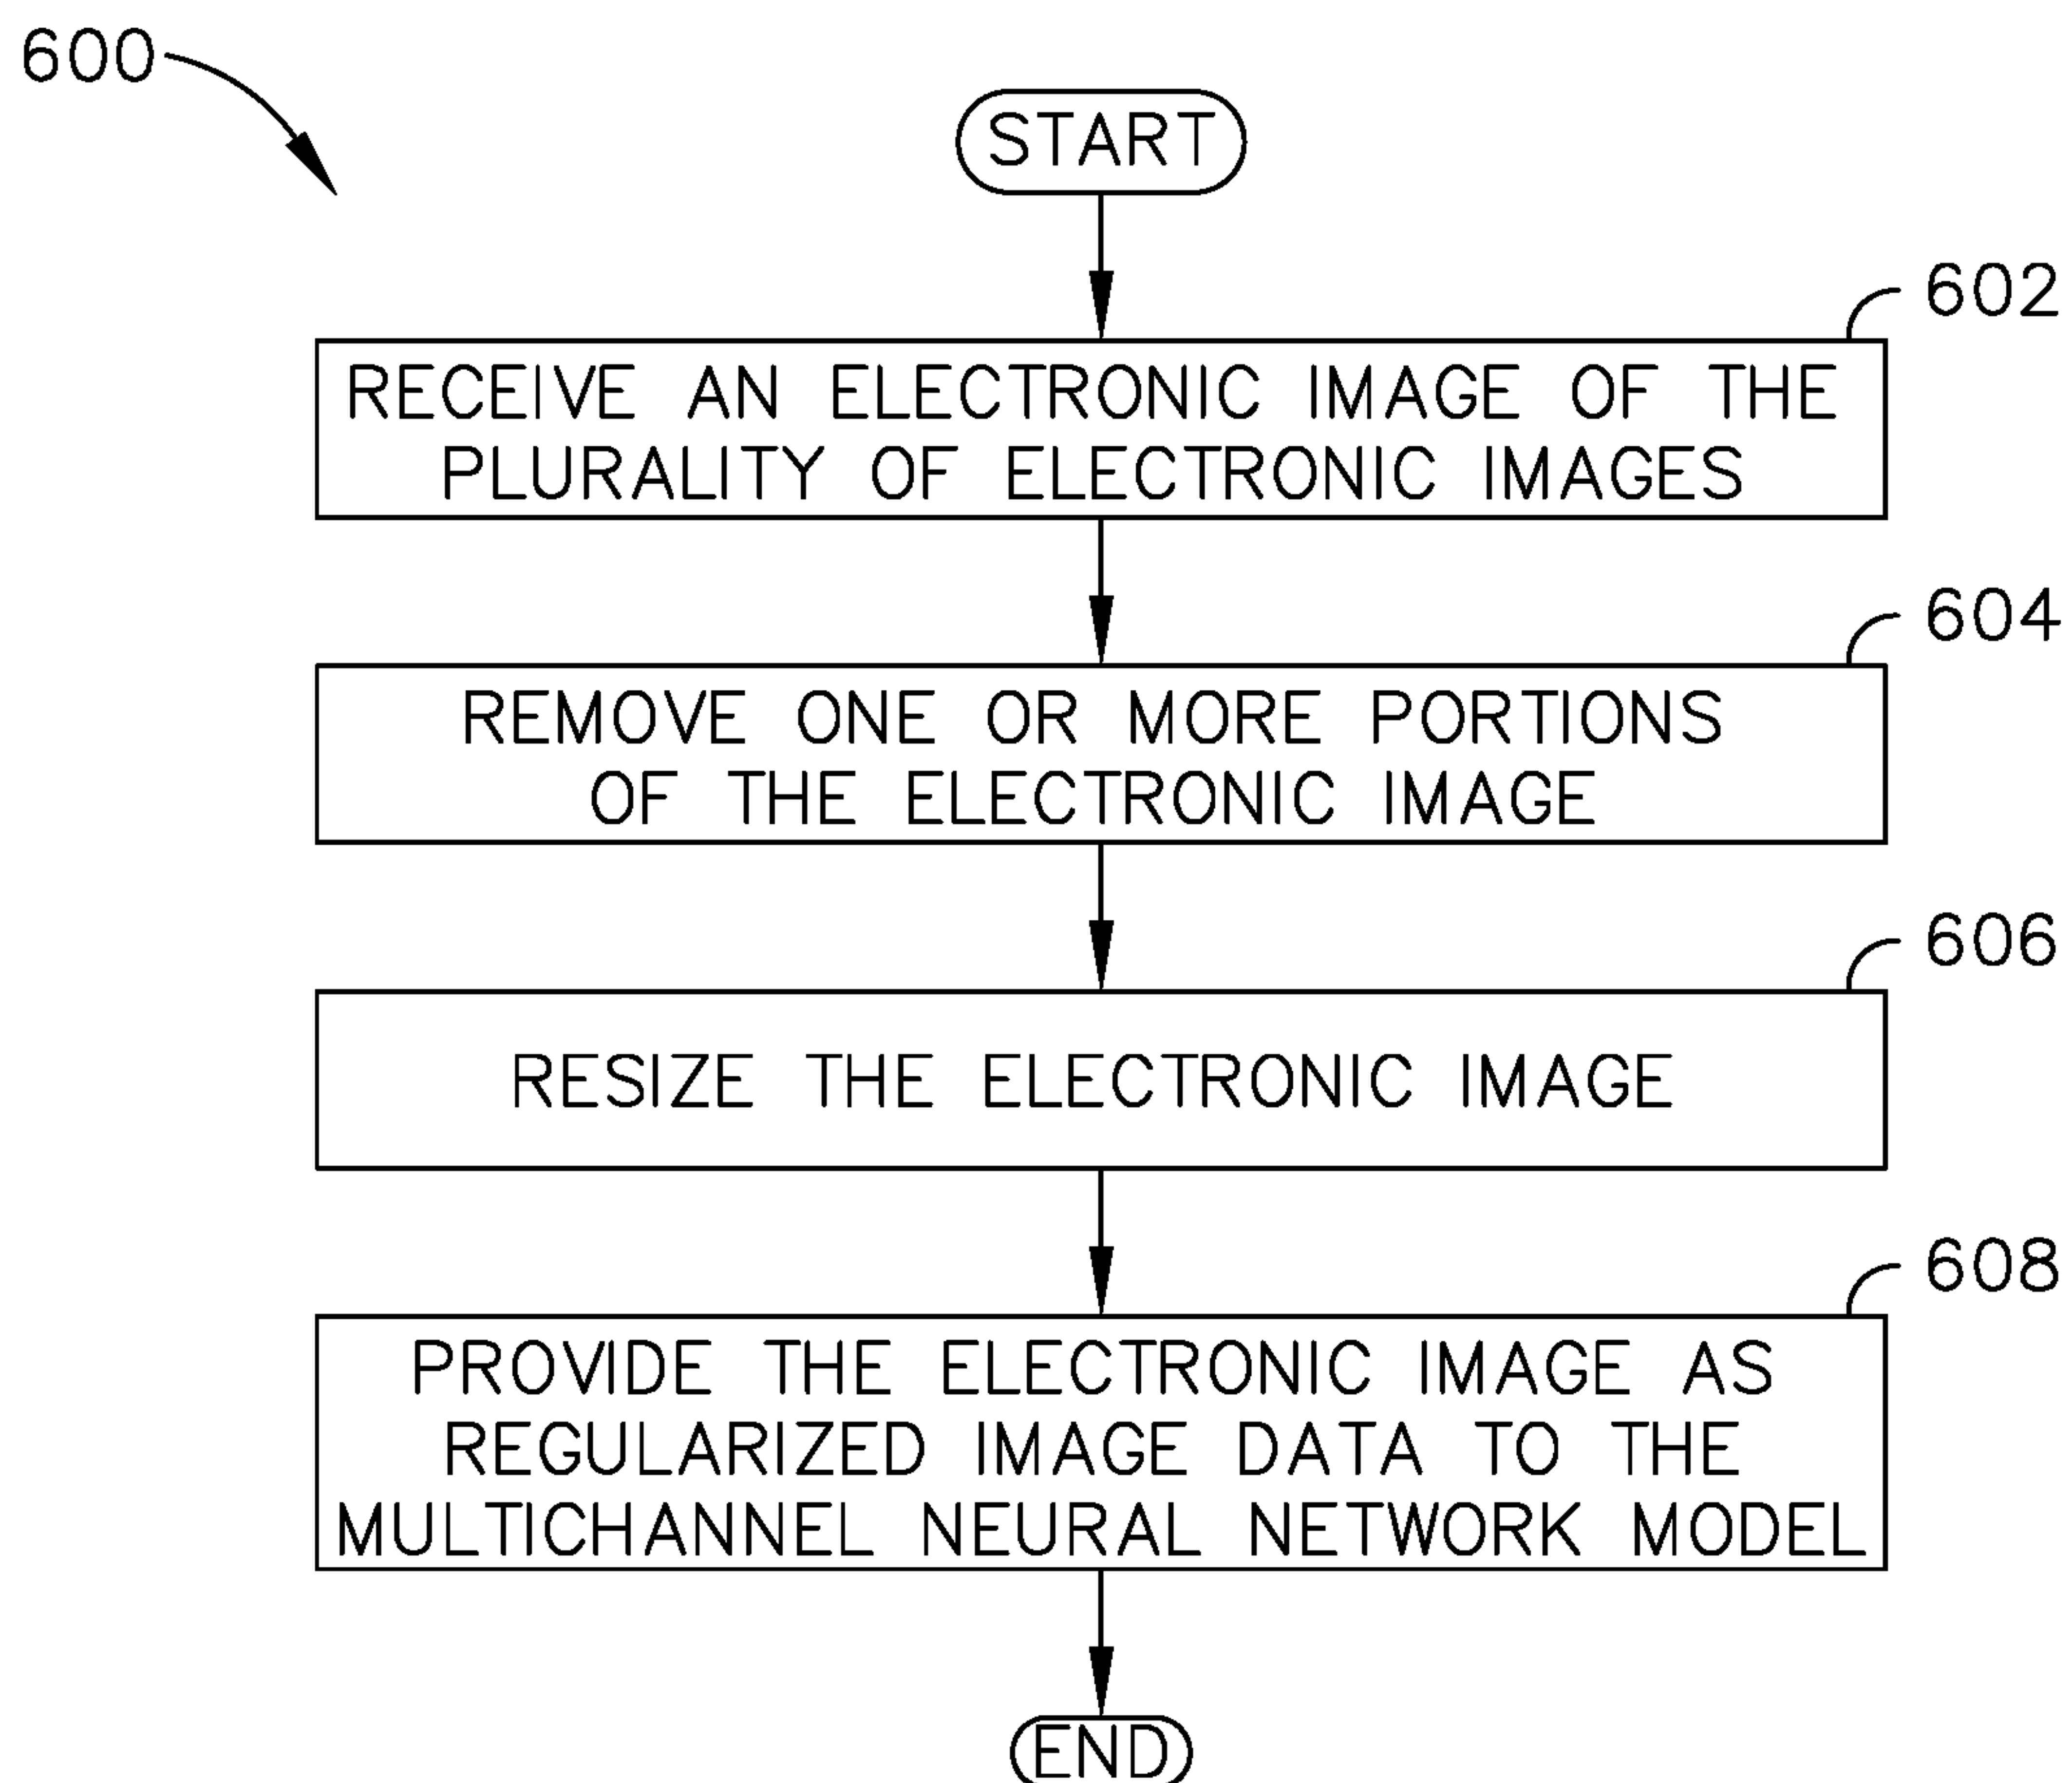 600
START
602
RECEIVE AN ELECTRONIC IMAGE OF THE
PLURALITY OF ELECTRONIC IMAGES
604
REMOVE ONE OR MORE PORTIONS
OF THE ELECTRONIC IMAGE
606
RESIZE THE ELECTRONIC IMAGE
608
PROVIDE THE ELECTRONIC IMAGE AS
REGULARIZED IMAGE DATA TO THE
MULTICHANNEL NEURAL NETWORK MODEL
END